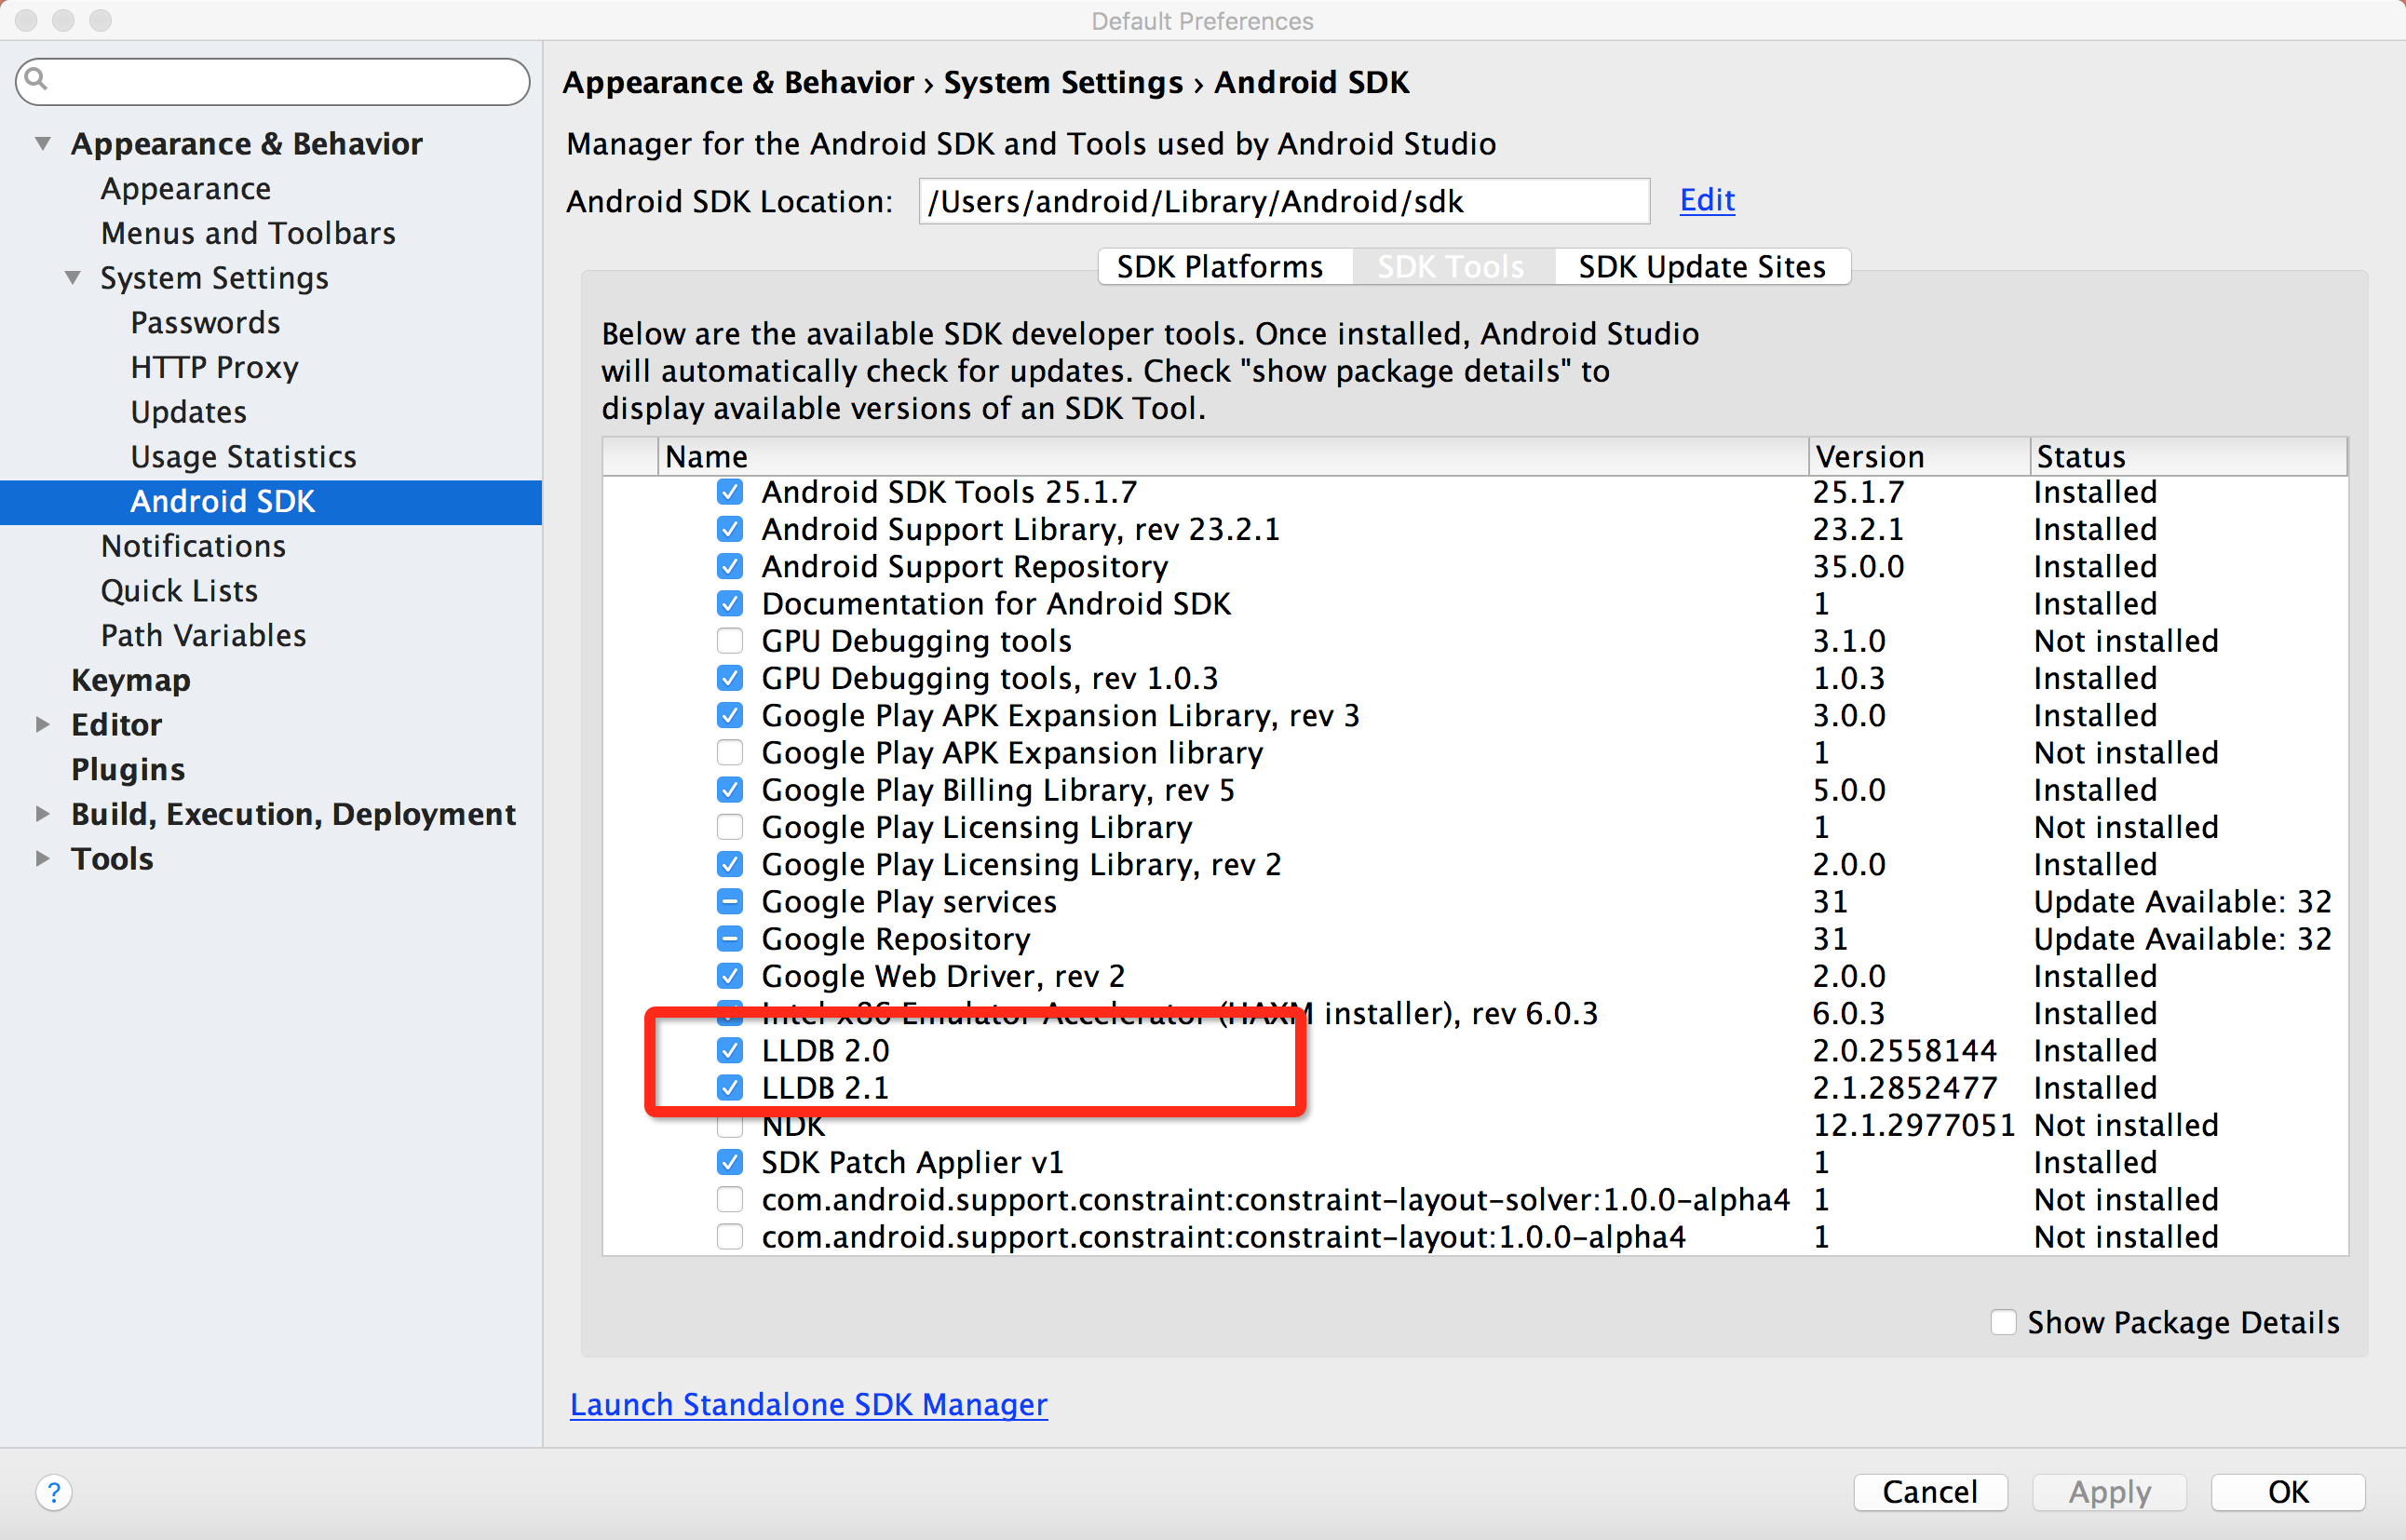 Default Preferences
Appearance & Behavior
Appearance
Menus and Toolbars
System Settings
Passwords
HTTP Proxy
Updates
Usage Statistics
Android SDK
Notifications
Quick Lists
Path Variables
Keymap
Editor
Plugins
Build, Execution, Deployment
Tools
Appearance & Behavior › System Settings › Android SDK
Manager for the Android SDK and Tools used by Android Studio
Android SDK Location: /Users/android/Library/Android/sdk Edit
SDK Platforms SDK Tools SDK Update Sites
Below are the available SDK developer tools. Once installed, Android Studio
will automatically check for updates. Check "show package details" to
display available versions of an SDK Tool.
Name Version Status
Android SDK Tools 25.1.7 25.1.7 Installed
Android Support Library, rev 23.2.1 23.2.1 Installed
Android Support Repository 35.0.0 Installed
Documentation for Android SDK 1 Installed
GPU Debugging tools 3.1.0 Not installed
GPU Debugging tools, rev 1.0.3 1.0.3 Installed
Google Play APK Expansion Library, rev 3 3.0.0 Installed
Google Play APK Expansion library 1 Not installed
Google Play Billing Library, rev 5 5.0.0 Installed
Google Play Licensing Library 1 Not installed
Google Play Licensing Library, rev 2 2.0.0 Installed
Google Play services 31 Update Available: 32
Google Repository 31 Update Available: 32
Google Web Driver, rev 2 2.0.0 Installed
Intel x86 Emulator Accelerator (HAXM installer), rev 6.0.3 6.0.3 Installed
LLDB 2.0 2.0.2558144 Installed
LLDB 2.1 2.1.2852477 Installed
NDK 12.1.2977051 Not installed
SDK Patch Applier v1 1 Installed
com.android.support.constraint:constraint-layout-solver:1.0.0-alpha4 1 Not installed
com.android.support.constraint:constraint-layout:1.0.0-alpha4 1 Not installed
Show Package Details
Launch Standalone SDK Manager
? Cancel Apply OK